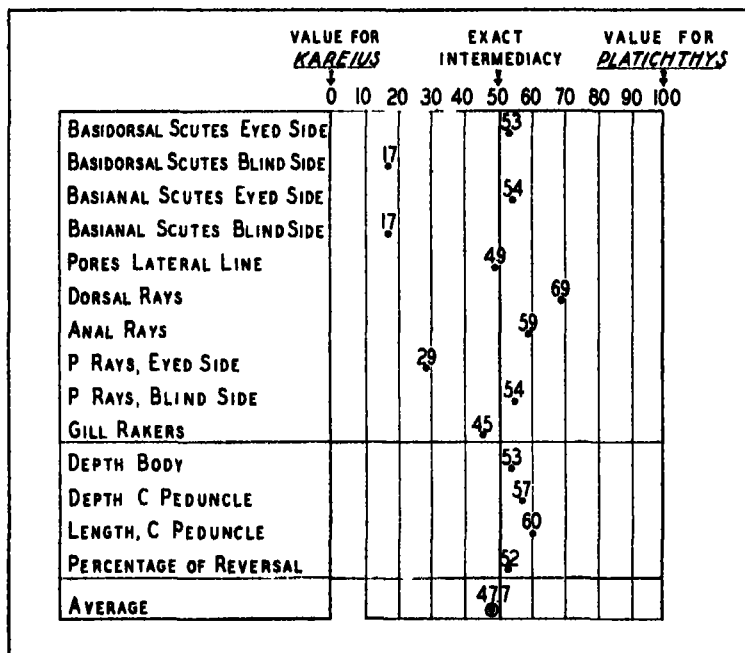 VALUE FOR EXACT VALUE FOR
KAREIUS INTERMEDIACY PLATICHTHYS
0 20 30 40 50 60 70 80 90 100
BASIDORSAL SCUTES EYED SIDE 53
BASIDORSAL SCUTES BLIND SIDE 17
BASIANAL SCUTES EYED SIDE 54
BASIANAL SCUTES BLIND SIDE 17
PORES LATERAL LINE 49
DORSAL RAYS 69
ANAL RAYS 59
P RAYS, EYED SIDE 29
P RAYS, BLIND SIDE 54
GILL RAKERS 45
DEPTH BODY 53
DEPTH C PEDUNCLE 57
LENGTH, C PEDUNCLE 60
PERCENTAGE OF REVERSAL 52
AVERAGE 477